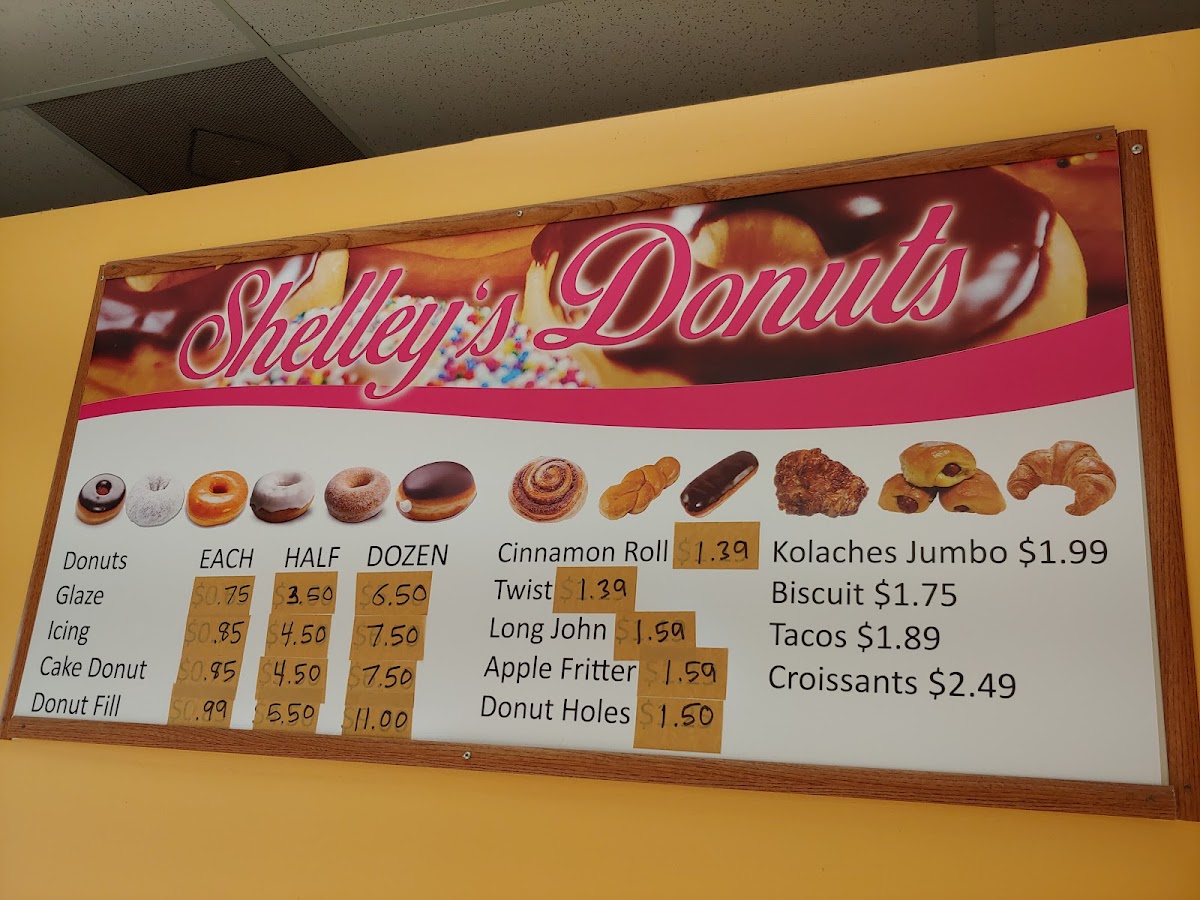 Shelley's Donuts
Donuts EACH HALF DOZEN
Glaze $0.75 $3.50 $6.50
Icing $0.85 $4.50 $7.50
Cake Donut $0.85 $4.50 $7.50
Donut Fill $0.99 $5.50 $11.00
Cinnamon Roll $1.39
Twist $1.39
Long John $1.59
Apple Fritter $1.59
Donut Holes $1.50
Kolaches Jumbo $1.99
Biscuit $1.75
Tacos $1.89
Croissants $2.49